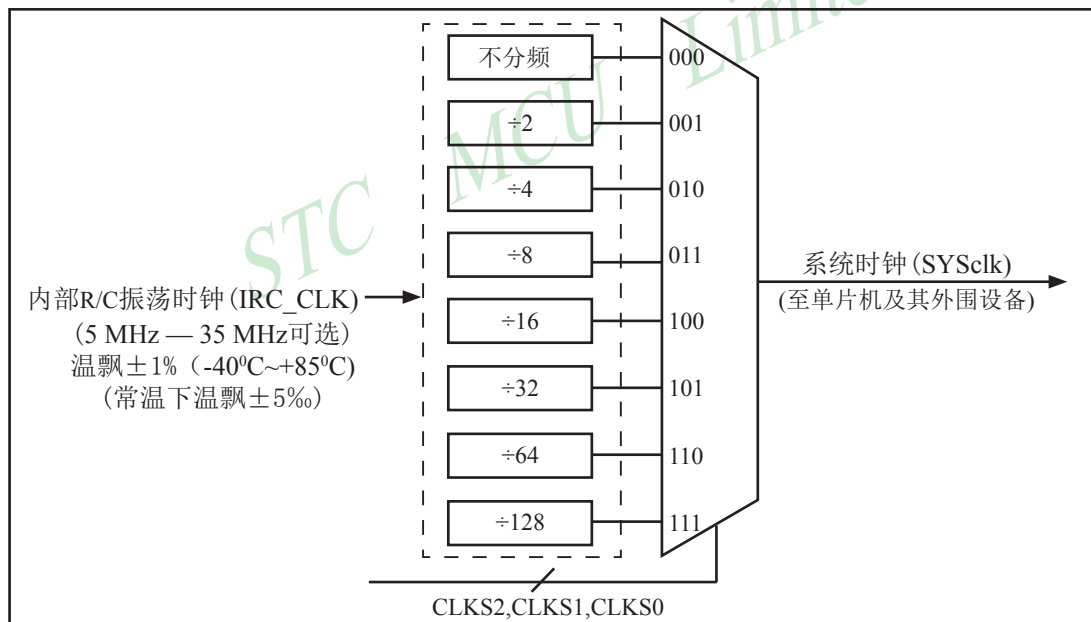 不分频
000
÷2
001
÷4
010
÷8
011
÷16
100
÷32
101
÷64
110
÷128
111
内部R/C振荡时钟(IRC_CLK)
(5 MHz — 35 MHz可选)
温飘±1%（-40⁰C~+85⁰C)
(常温下温飘±5‰)
系统时钟(SYSclk)
(至单片机及其外围设备)
CLKS2,CLKS1,CLKS0
STC MCU